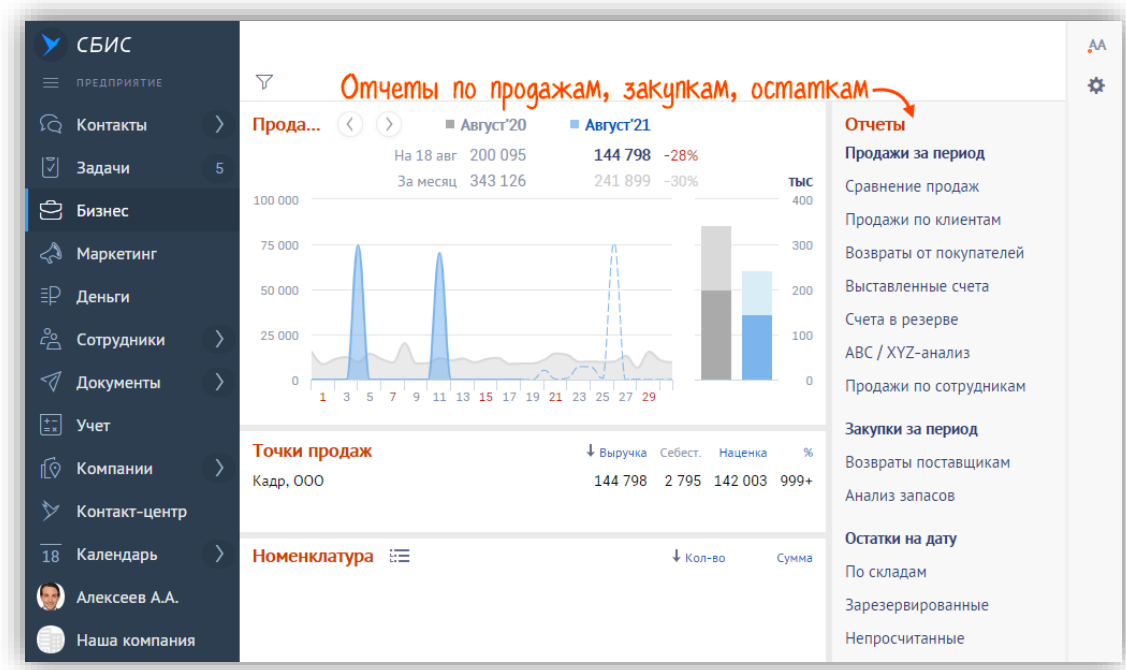 СБИС
ПРЕДПРИЯТИЕ
Контакты
Задачи 5
Бизнес
Маркетинг
Деньги
Сотрудники
Документы
Учет
Компании
Контакт-центр
18 Календарь
Алексеев А.А.
Наша компания
Отчеты по продажам, закупкам, остаткам
Прода... Август'20 Август'21
На 18 авг 200 095 144 798 -28%
За месяц 343 126 241 899 -30%
тыс
100 000 400
75 000 300
50 000 200
25 000 100
0 0
1 3 5 7 9 11 13 15 17 19 21 23 25 27 29
Точки продаж Выручка Себест. Наценка %
Кадр, ООО 144 798 2 795 142 003 999+
Номенклатура Кол-во Сумма
Отчеты
Продажи за период
Сравнение продаж
Продажи по клиентам
Возвраты от покупателей
Выставленные счета
Счета в резерве
ABC / XYZ-анализ
Продажи по сотрудникам
Закупки за период
Возвраты поставщикам
Анализ запасов
Остатки на дату
По складам
Зарезервированные
Непросчитанные
АА